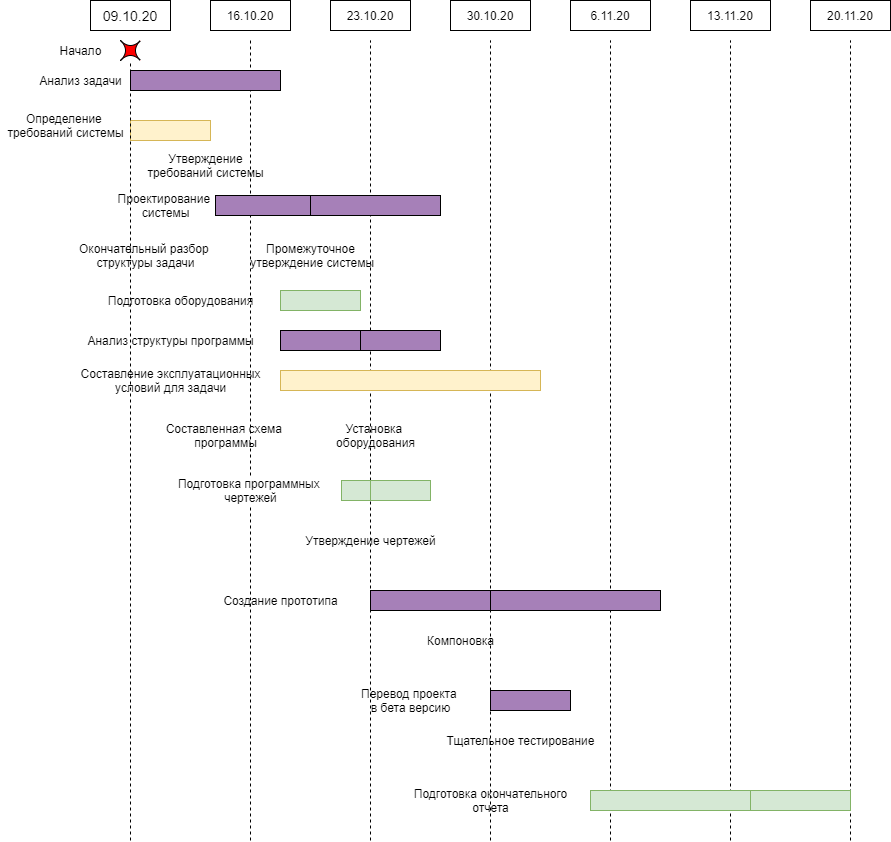 09.10.20
16.10.20
23.10.20
30.10.20
6.11.20
13.11.20
20.11.20
Начало
Анализ задачи
Определение
требований системы
Утверждение
требований системы
Проектирование
системы
Окончательный разбор
структуры задачи
Промежуточное
утверждение системы
Подготовка оборудования
Анализ структуры программы
Составление эксплуатационных
условий для задачи
Составленная схема
программы
Установка
оборудования
Подготовка программных
чертежей
Утверждение чертежей
Создание прототипа
Компоновка
Перевод проекта
в бета версию
Тщательное тестирование
Подготовка окончательного
отчета